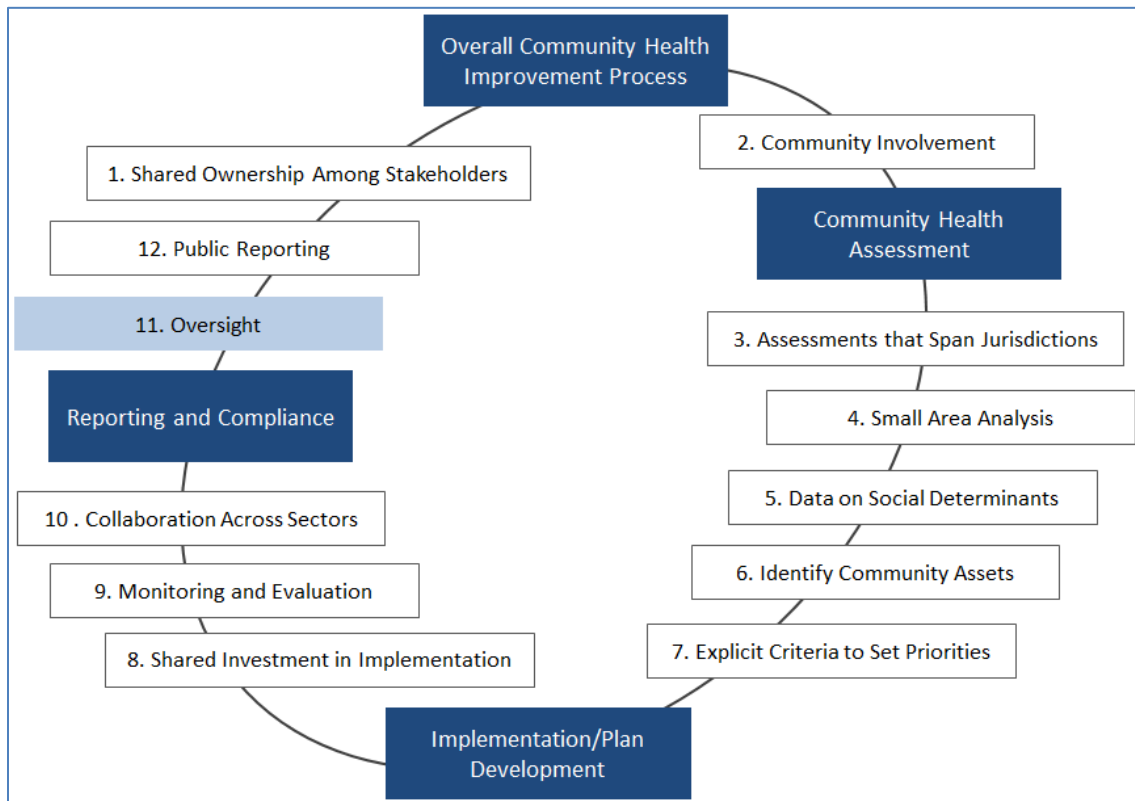 Overall Community Health
Improvement Process
1. Shared Ownership Among Stakeholders
2. Community Involvement
12. Public Reporting
Community Health
Assessment
11. Oversight
3. Assessments that Span Jurisdictions
Reporting and Compliance
4. Small Area Analysis
10 . Collaboration Across Sectors
5. Data on Social Determinants
9. Monitoring and Evaluation
6. Identify Community Assets
8. Shared Investment in Implementation
7. Explicit Criteria to Set Priorities
Implementation/Plan
Development